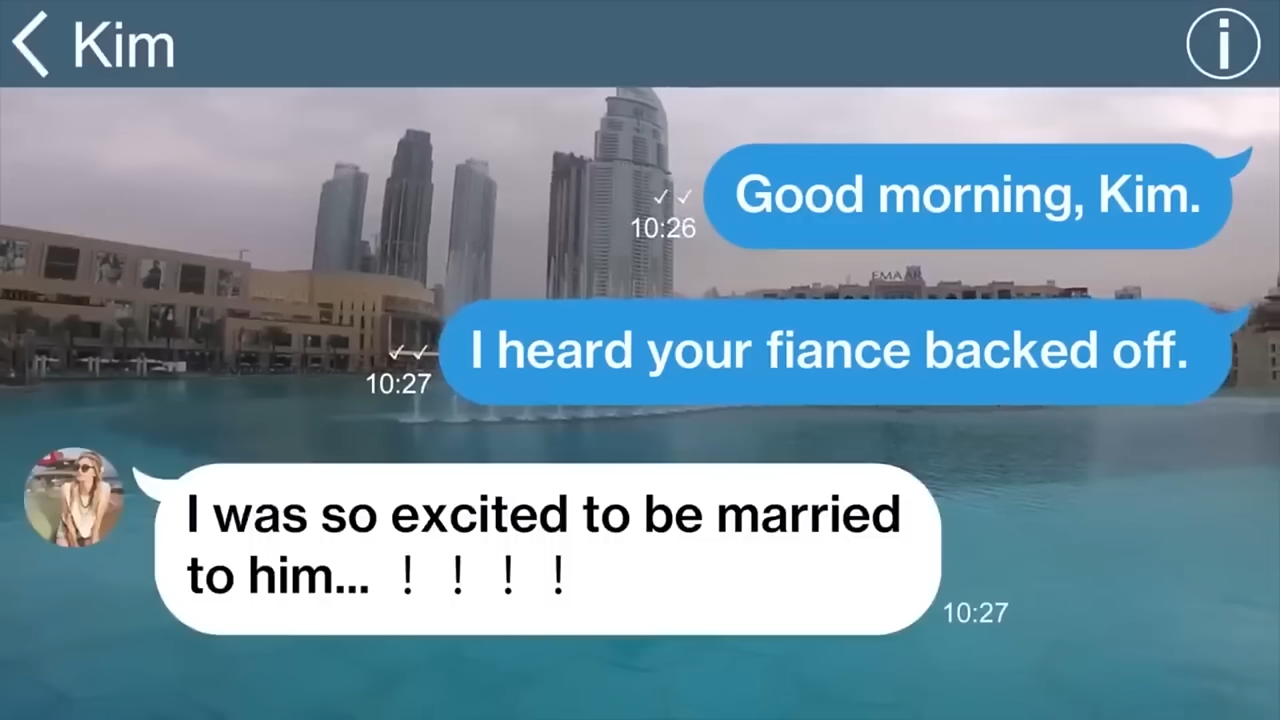 Kim
i
Good morning, Kim.
10:26
EMAAR
I heard your fiance backed off.
10:27
I was so excited to be married
to him... ！！！！
10:27